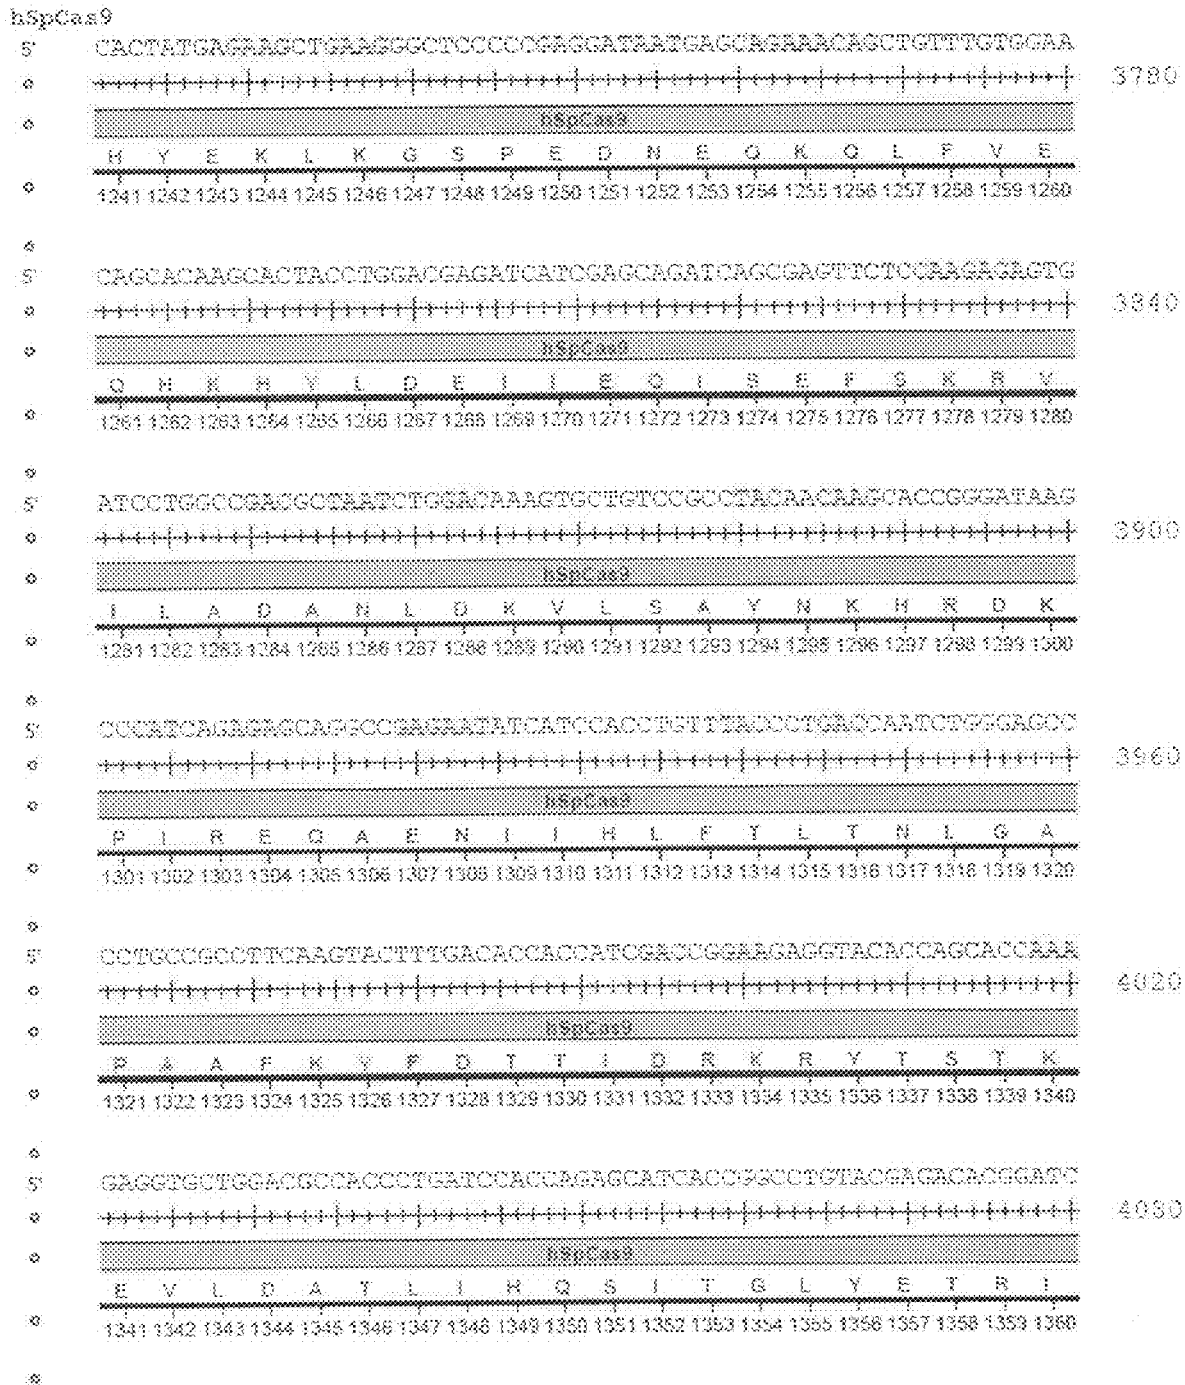 hSpCas9
5' CACTATGAGAAGCTGAAGGGCTCCCCCGAGGATAATGAGCAGAAACAGCTGTTTGTGGAA
3780
hSpCas9
H Y E K L K G S P E D N E Q K Q L F V E
1241 1242 1243 1244 1245 1246 1247 1248 1249 1250 1251 1252 1253 1254 1255 1256 1257 1258 1259 1260
5' CAGCACAAGCACTACCTGGACGAGATCATCGAGCAGATCAGCGAGTTCTCCAAGAGAGTG
3840
hSpCas9
Q H K H Y L D E I I E Q I S E F S K R V
1261 1262 1263 1264 1265 1266 1267 1268 1269 1270 1271 1272 1273 1274 1275 1276 1277 1278 1279 1280
5' ATCCTGGCCGACGCTAATCTGGACAAAGTGCTGTCCGCCTACAACAAGCACCGGGATAAG
3900
hSpCas9
I L A D A N L D K V L S A Y N K H R D K
1281 1282 1283 1284 1285 1286 1287 1288 1289 1290 1291 1292 1293 1294 1295 1296 1297 1298 1299 1300
5' CCCATCAGAGAGCAGGCCGAGAATATCATCCACCTGTTTACCCTGACCAATCTGGGAGCC
3960
hSpCas9
P I R E Q A E N I I H L F T L T N L G A
1301 1302 1303 1304 1305 1306 1307 1308 1309 1310 1311 1312 1313 1314 1315 1316 1317 1318 1319 1320
5' CCTGCCGCCTTCAAGTACTTTGACACCACCATCGACCGGAAGAGGTACACCAGCACCAAA
4020
hSpCas9
P A A F K Y F D T T I D R K R Y T S T K
1321 1322 1323 1324 1325 1326 1327 1328 1329 1330 1331 1332 1333 1334 1335 1336 1337 1338 1339 1340
5' GAGGTGCTGGACGCCACCCTGATCCACCAGAGCATCACCGGCCTGTACGAGACACGGATC
4080
hSpCas9
E V L D A T L I H Q S I T G L Y E T R I
1341 1342 1343 1344 1345 1346 1347 1348 1349 1350 1351 1352 1353 1354 1355 1356 1357 1358 1359 1360